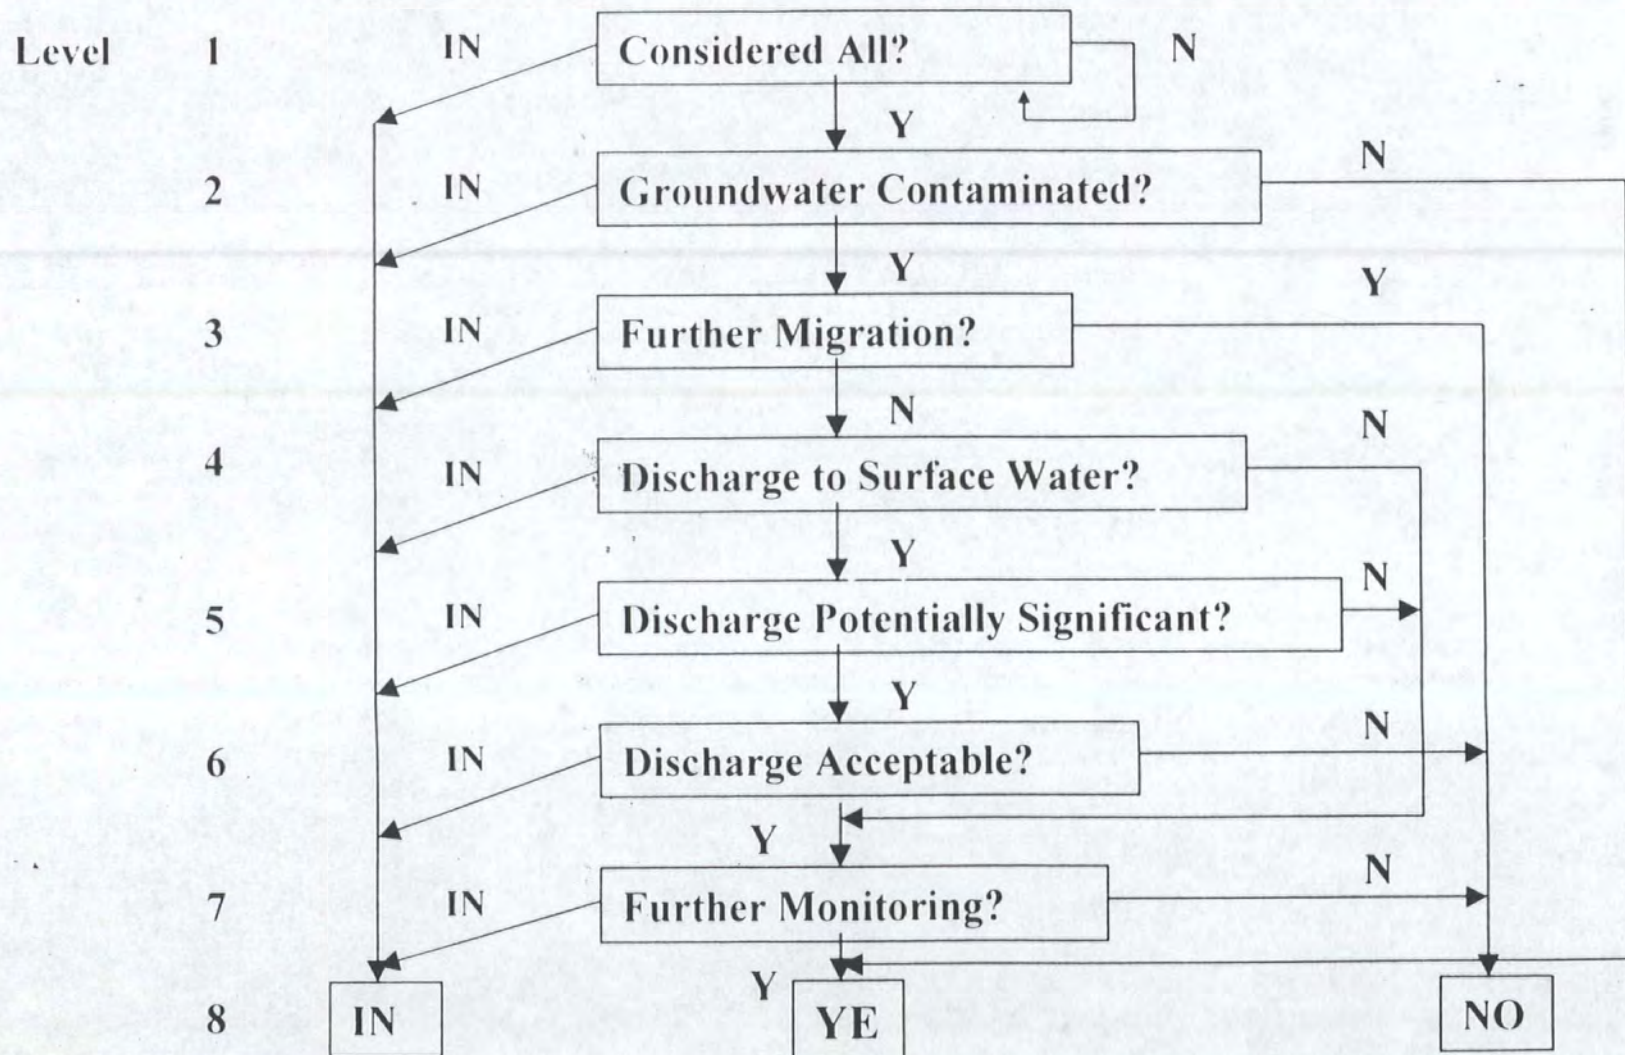 Level 1 IN Considered All? N
Y
2 IN Groundwater Contaminated? N
Y Y
3 IN Further Migration?
N N
4 IN Discharge to Surface Water?
Y N
5 IN Discharge Potentially Significant?
Y N
6 IN Discharge Acceptable?
Y N
7 IN Further Monitoring?
Y
8 IN YE NO